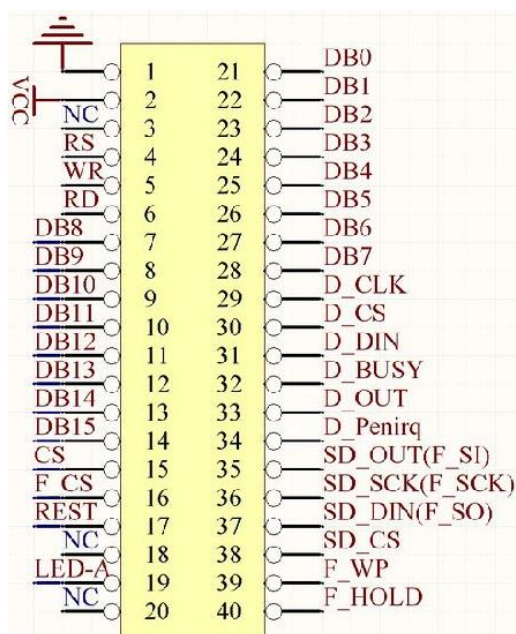 1 21 DB0
VCC 2 22 DB1
NC 3 23 DB2
RS 4 24 DB3
WR 5 25 DB4
RD 6 26 DB5
DB8 7 27 DB6
DB9 8 28 DB7
DB10 9 29 D_CLK
DB11 10 30 D_CS
DB12 11 31 D_DIN
DB13 12 32 D_BUSY
DB14 13 33 D_OUT
DB15 14 34 D_Penirq
CS 15 35 SD_OUT(F_SI)
F_CS 16 36 SD_SCK(F_SCK)
REST 17 37 SD_DIN(F_SO)
NC 18 38 SD_CS
LED-A 19 39 F_WP
NC 20 40 F_HOLD